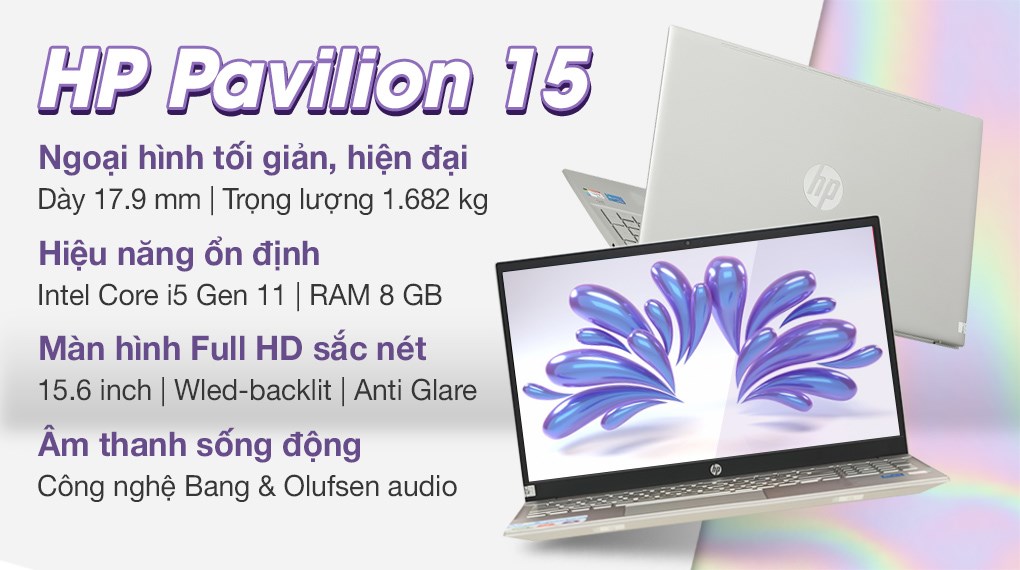 HP Pavilion 15
Ngoại hình tối giản, hiện đại
Dày 17.9 mm | Trọng lượng 1.682 kg
Hiệu năng ổn định
Intel Core i5 Gen 11 | RAM 8 GB
Màn hình Full HD sắc nét
15.6 inch | Wled-backlit | Anti Glare
Âm thanh sống động
Công nghệ Bang & Olufsen audio
hp
hp